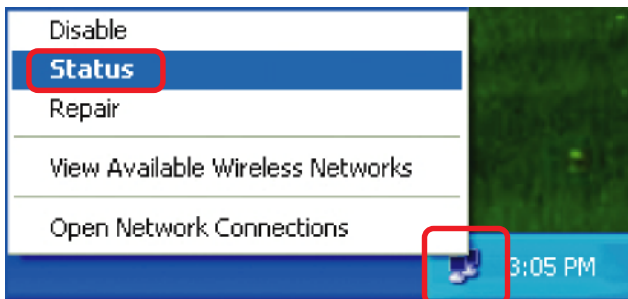 Disable
Status
Repair
View Available Wireless Networks
Open Network Connections
3:05 PM